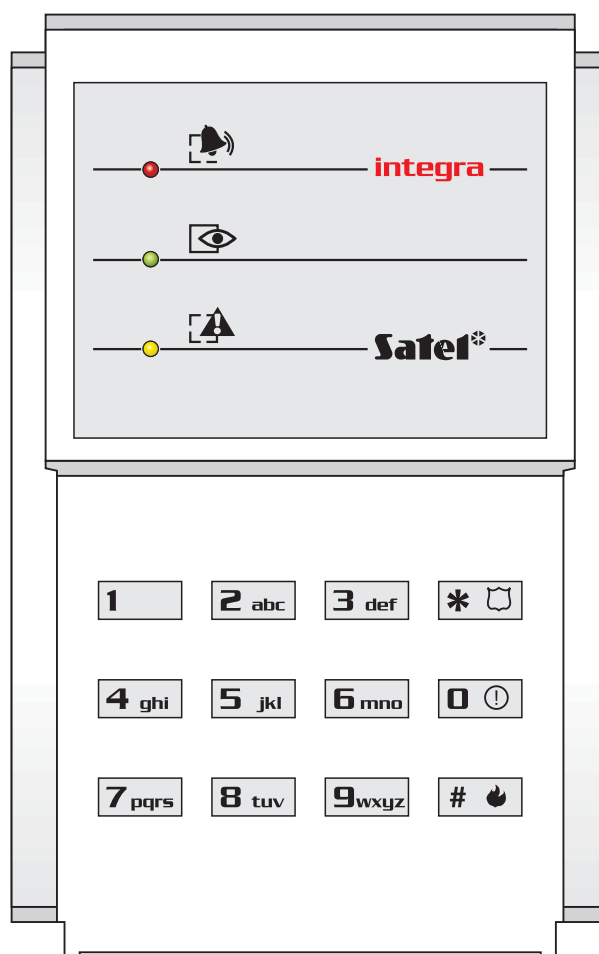 integra
Satel
1 2 abc 3 def *
4 ghi 5 jkl 6 mno 0 !
7 pqrs 8 tuv 9 wxyz #